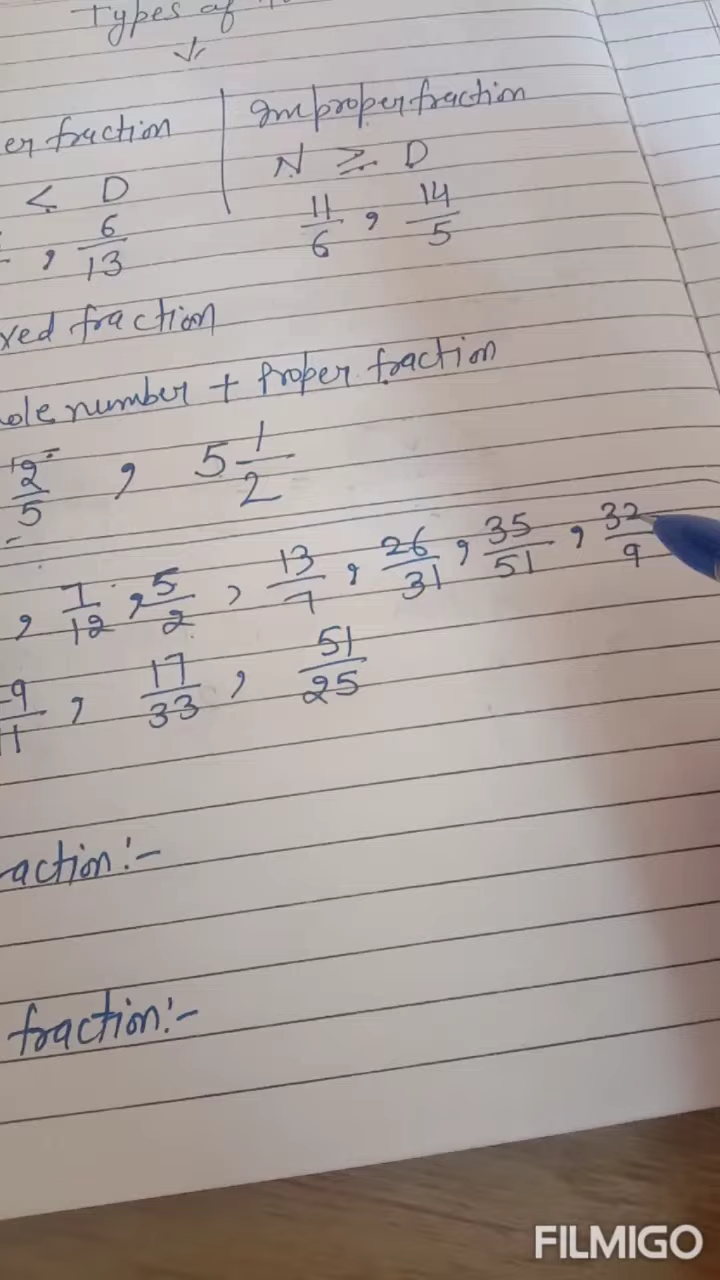 Types of
er fraction | Improper fraction
< D | N ≥ D
, 6/13 | 11/6 , 14/5
xed fraction
ole number + Proper fraction
2/5 , 5 1/2
, 7/12 , 5/2 , 13/7 , 26/31 , 35/51 , 32/9
9/11 , 17/33 , 51/25
raction:-
fraction:-
FILMIGO